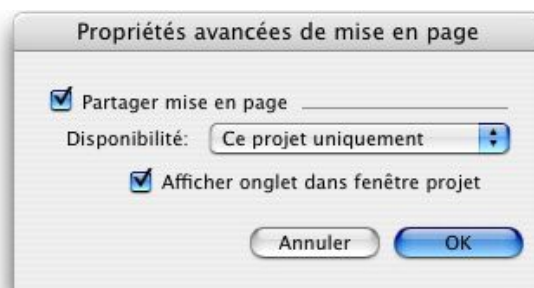 Propriétés avancées de mise en page
Partager mise en page
Disponibilité: Ce projet uniquement
Afficher onglet dans fenêtre projet
Annuler OK